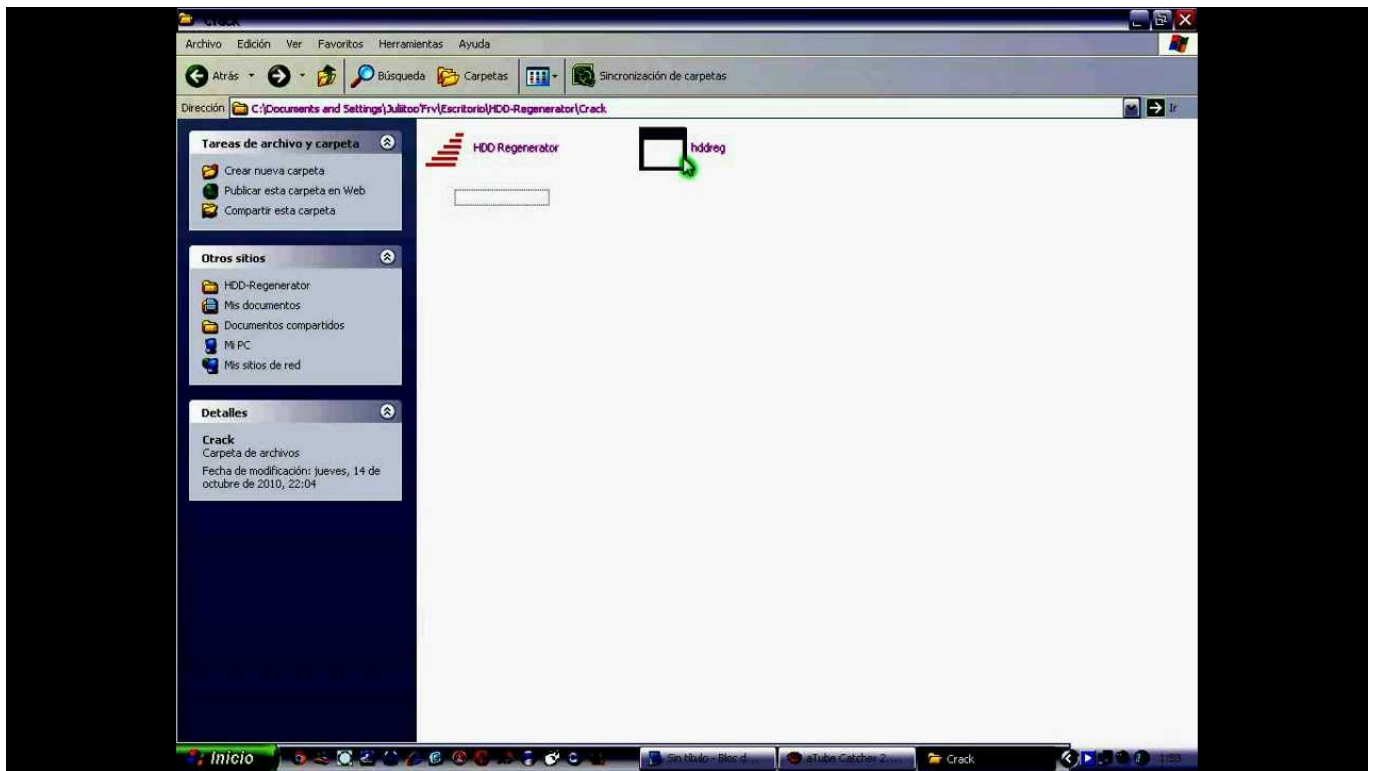 Crack
Archivo Edición Ver Favoritos Herramientas Ayuda
Atrás Búsqueda Carpetas Sincronización de carpetas
Dirección C:\Documents and Settings\Juliitoo'Frv\Escritorio\HDD-Regenerator\Crack Ir
Tareas de archivo y carpeta
Crear nueva carpeta
Publicar esta carpeta en Web
Compartir esta carpeta
Otros sitios
HDD-Regenerator
Mis documentos
Documentos compartidos
Mi PC
Mis sitios de red
Detalles
Crack
Carpeta de archivos
Fecha de modificación: jueves, 14 de
octubre de 2010, 22:04
HDD Regenerator
hddreg
Inicio Sin título - Bloc d... aTube Catcher 2.... Crack 1:53